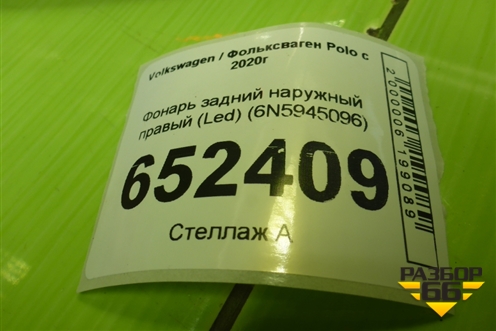 Volkswagen / Фольксваген Polo с
2020г
Фонарь задний наружный
правый (Led) (6N5945096)
652409
Стеллаж А
2000006199089
РАЗБОР
66